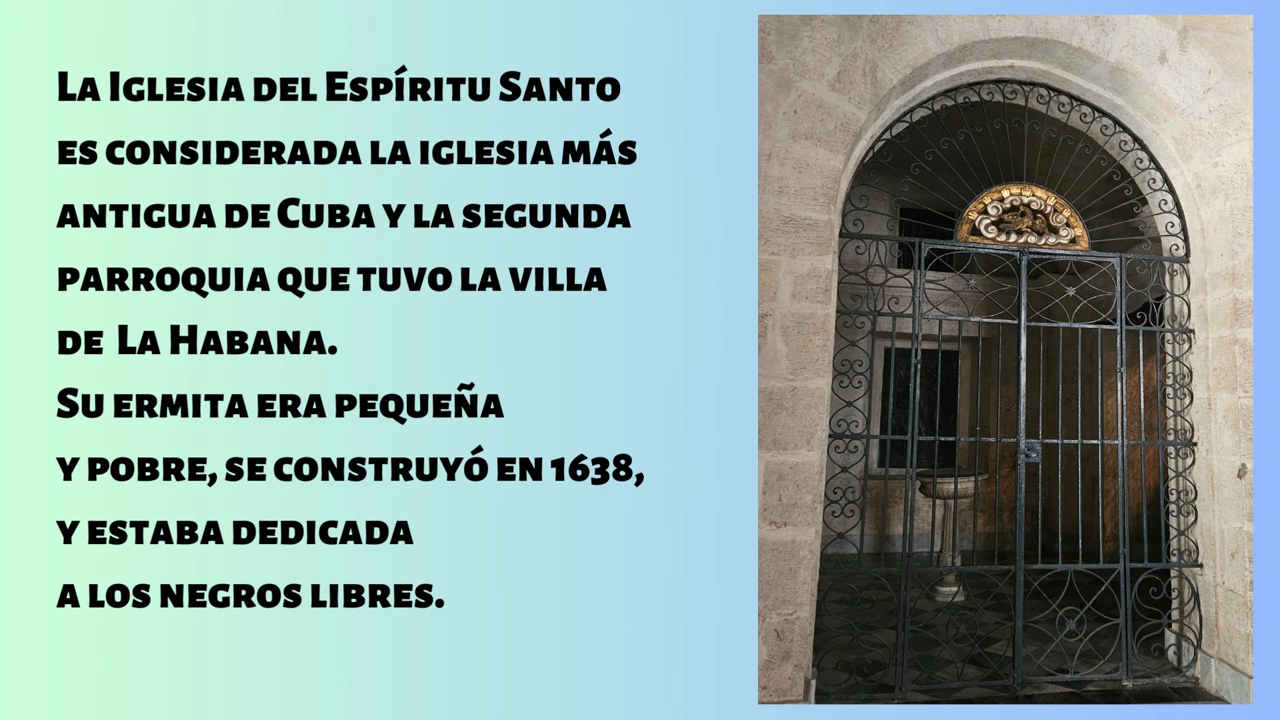 La Iglesia del Espíritu Santo
es considerada la iglesia más
antigua de Cuba y la segunda
parroquia que tuvo la villa
de La Habana.
Su ermita era pequeña
y pobre, se construyó en 1638,
y estaba dedicada
a los negros libres.